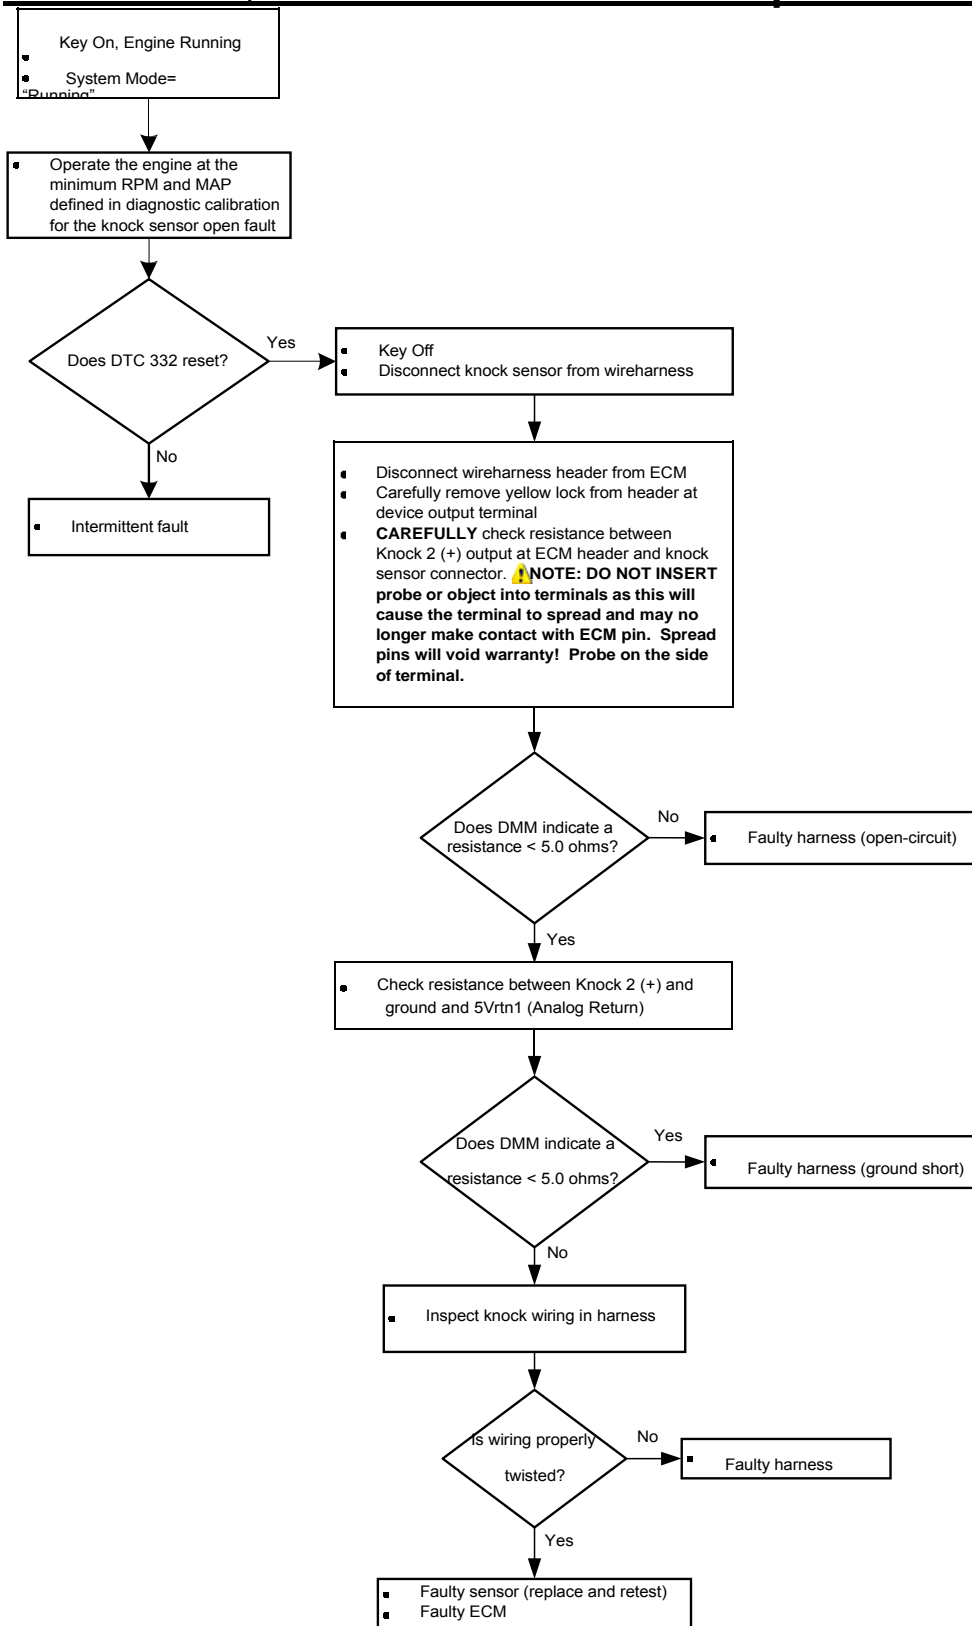 Key On, Engine Running
System Mode=
“Running”
Operate the engine at the
minimum RPM and MAP
defined in diagnostic calibration
for the knock sensor open fault
Does DTC 332 reset?
Yes
Key Off
Disconnect knock sensor from wireharness
No
Intermittent fault
Disconnect wireharness header from ECM
Carefully remove yellow lock from header at
device output terminal
CAREFULLY check resistance between
Knock 2 (+) output at ECM header and knock
sensor connector. NOTE: DO NOT INSERT
probe or object into terminals as this will
cause the terminal to spread and may no
longer make contact with ECM pin. Spread
pins will void warranty! Probe on the side
of terminal.
Does DMM indicate a
resistance < 5.0 ohms?
No
Faulty harness (open-circuit)
Yes
Check resistance between Knock 2 (+) and
ground and 5Vrtn1 (Analog Return)
Does DMM indicate a
resistance < 5.0 ohms?
Yes
Faulty harness (ground short)
No
Inspect knock wiring in harness
Is wiring properly
twisted?
No
Faulty harness
Yes
Faulty sensor (replace and retest)
Faulty ECM